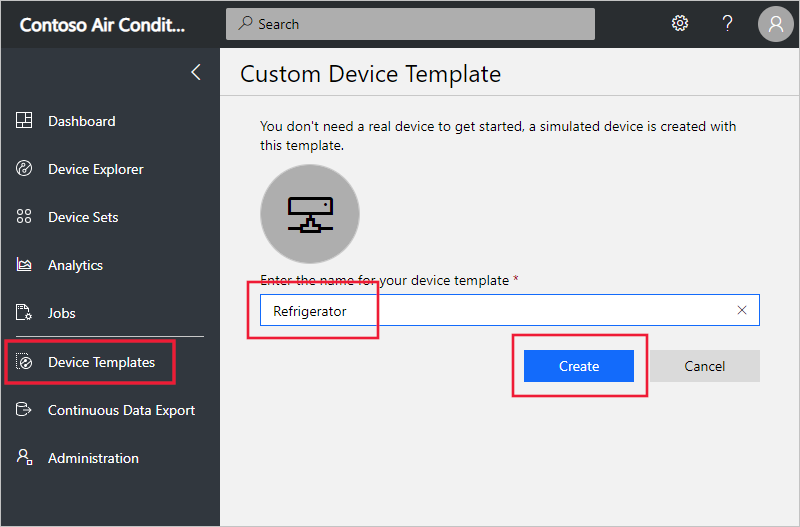 Contoso Air Condit...
Search
?
Custom Device Template
Dashboard
Device Explorer
Device Sets
Analytics
Jobs
Device Templates
Continuous Data Export
Administration
You don't need a real device to get started, a simulated device is created with
this template.
Enter the name for your device template *
Refrigerator
Create
Cancel